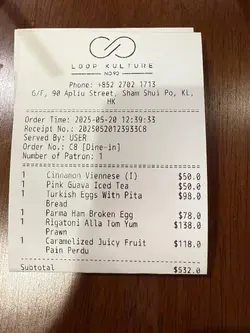 LOOP KULTURE
NO90
Phone: +852 2702 1713
G/F, 90 Apliu Street, Sham Shui Po, KL,
HK
Order Time: 2025-05-20 12:39:33
Receipt No.: 20250520123933C8
Served By: USER
Order No.: C8 [Dine-in]
Number of Patron: 1
1 Cinnamon Viennese (I) $50.0
1 Pink Guava Iced Tea $50.0
1 Turkish Eggs With Pita $98.0
Bread
1 Parma Ham Broken Egg $78.0
1 Rigatoni Alla Tom Yum $138.0
Prawn
1 Caramelized Juicy Fruit $118.0
Pain Perdu
Subtotal $532.0